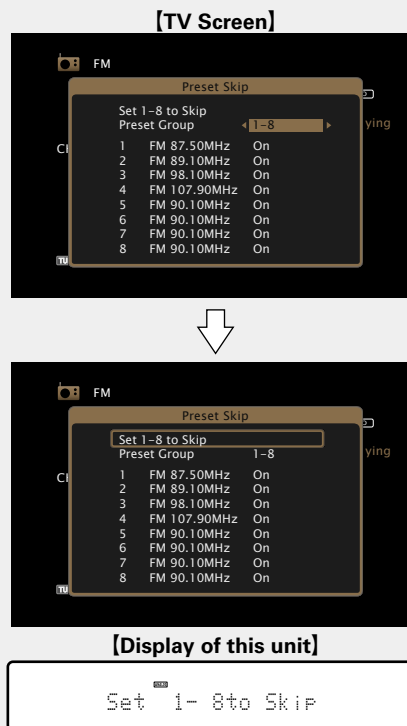 【TV Screen】
FM
Preset Skip
Set 1-8 to Skip
Preset Group 1-8 ying
1 FM 87.50MHz On
CH
2 FM 89.10MHz On
3 FM 98.10MHz On
4 FM 107.90MHz On
5 FM 90.10MHz On
6 FM 90.10MHz On
7 FM 90.10MHz On
8 FM 90.10MHz On
TU
FM
Preset Skip
Set 1-8 to Skip
Preset Group 1-8 ying
1 FM 87.50MHz On
CH
2 FM 89.10MHz On
3 FM 98.10MHz On
4 FM 107.90MHz On
5 FM 90.10MHz On
6 FM 90.10MHz On
7 FM 90.10MHz On
8 FM 90.10MHz On
TU
【Display of this unit】
Set 1- 8to Skip